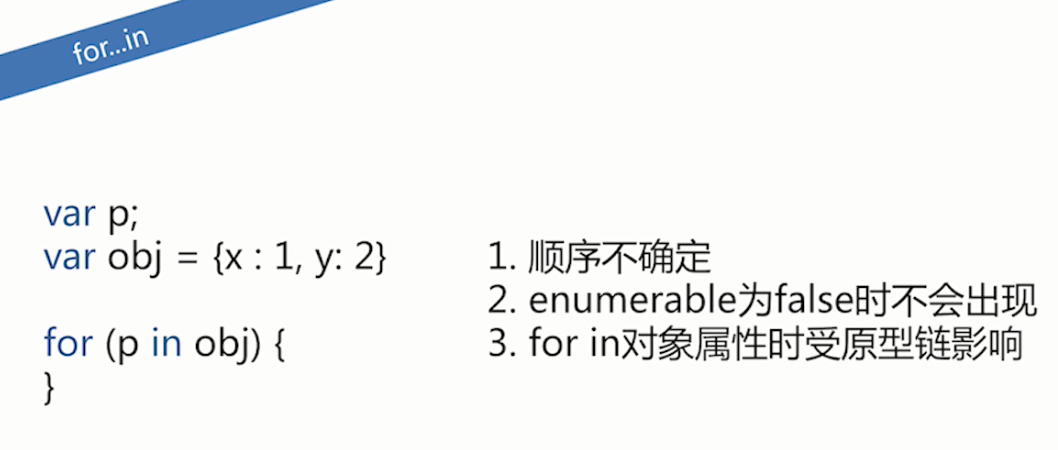 for...in
var p;
var obj = {x : 1, y: 2}
for (p in obj) {
}
1. 顺序不确定
2. enumerable为false时不会出现
3. for in对象属性时受原型链影响